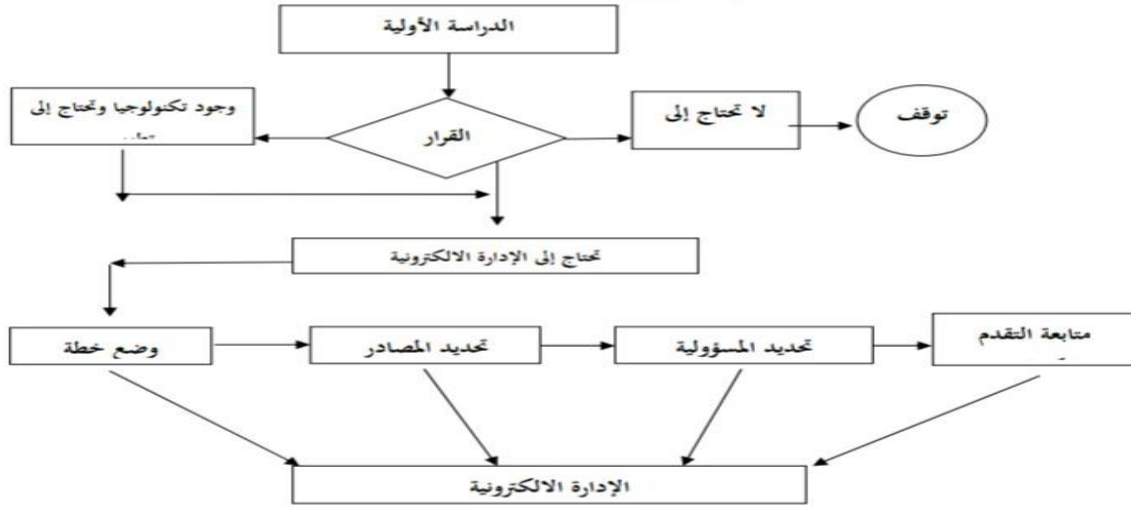 الدراسة الأولية
وجود تكنولوجيا وتحتاج إلى
القرار
لا تحتاج إلى
توقف
تحتاج إلى الإدارة الالكترونية
وضع خطة
تحديد المصادر
تحديد المسؤولية
متابعة التقدم
الإدارة الالكترونية